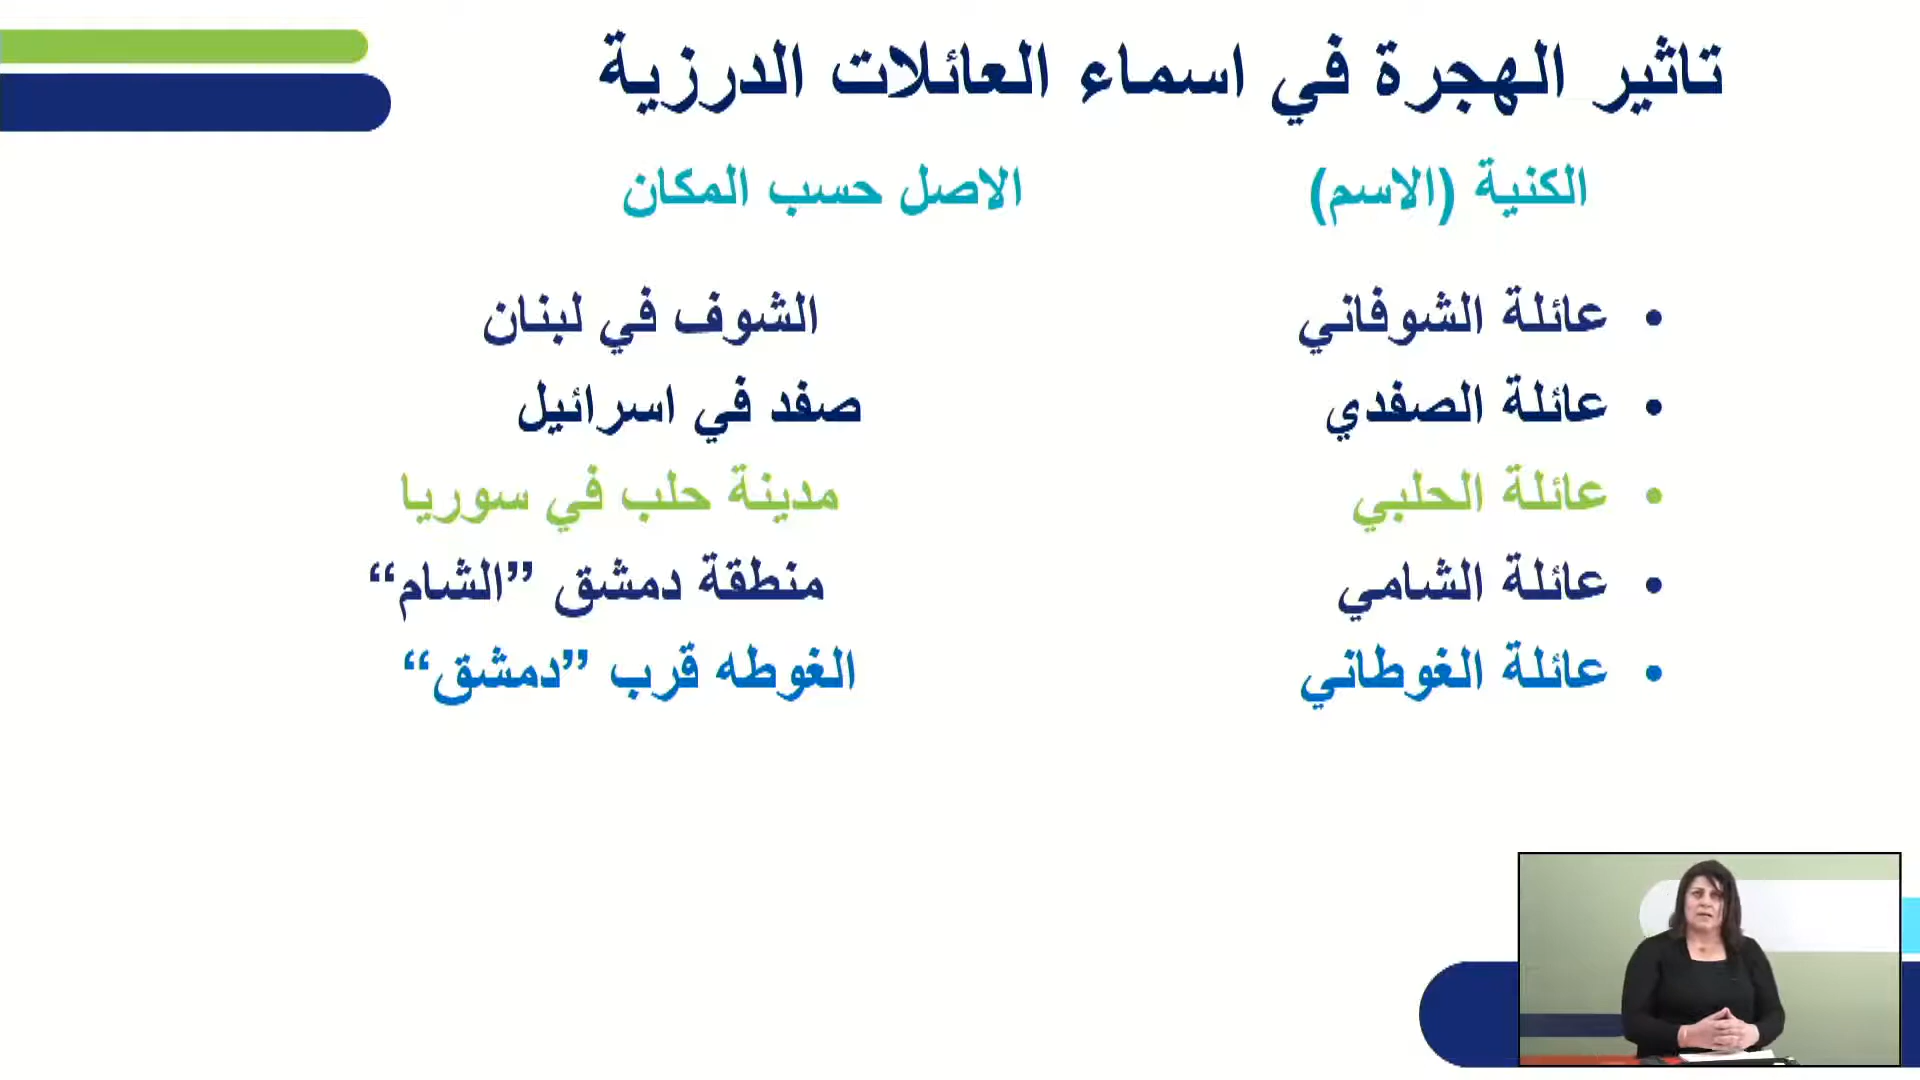 تاثير الهجرة في اسماء العائلات الدرزية
الكنية (الاسم) الاصل حسب المكان
• عائلة الشوفاني الشوف في لبنان
• عائلة الصفدي صفد في اسرائيل
• عائلة الحلبي مدينة حلب في سوريا
• عائلة الشامي منطقة دمشق ”الشام“
• عائلة الغوطاني الغوطه قرب ”دمشق“